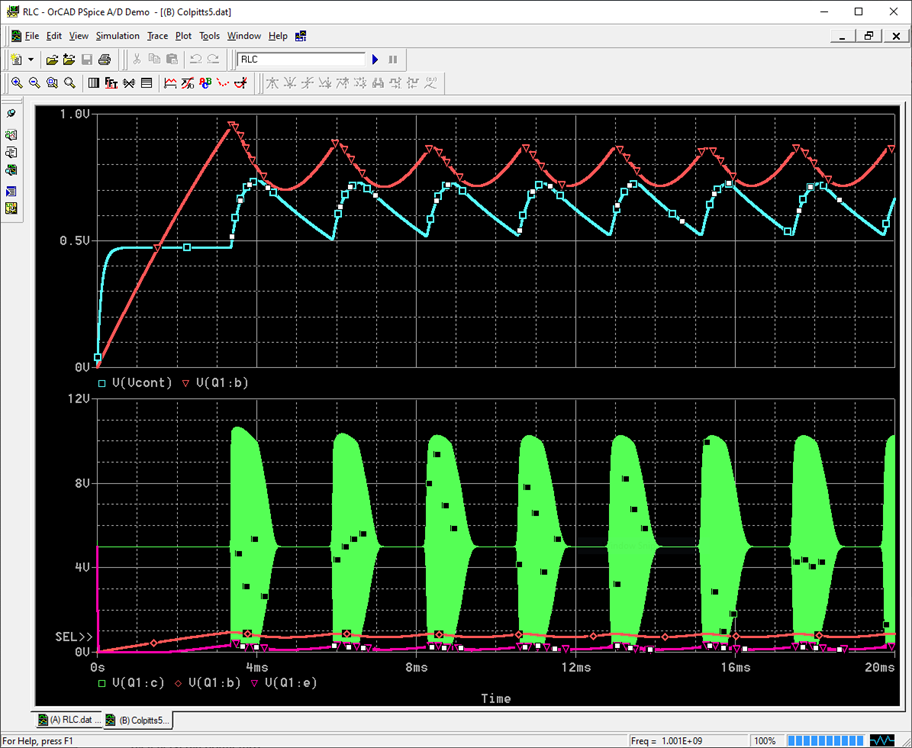 RLC - OrCAD PSpice A/D Demo - [(B) Colpitts5.dat]
File Edit View Simulation Trace Plot Tools Window Help
RLC
1.0V
0.5V
0V
V(Vcont) V(Q1:b)
12V
8V
4V
SEL>>
0V
0s 4ms 8ms 12ms 16ms 20ms
V(Q1:c) V(Q1:b) V(Q1:e)
Time
(A) RLC.dat ... (B) Colpitts5...
For Help, press F1 Freq = 1.001E+09 100%